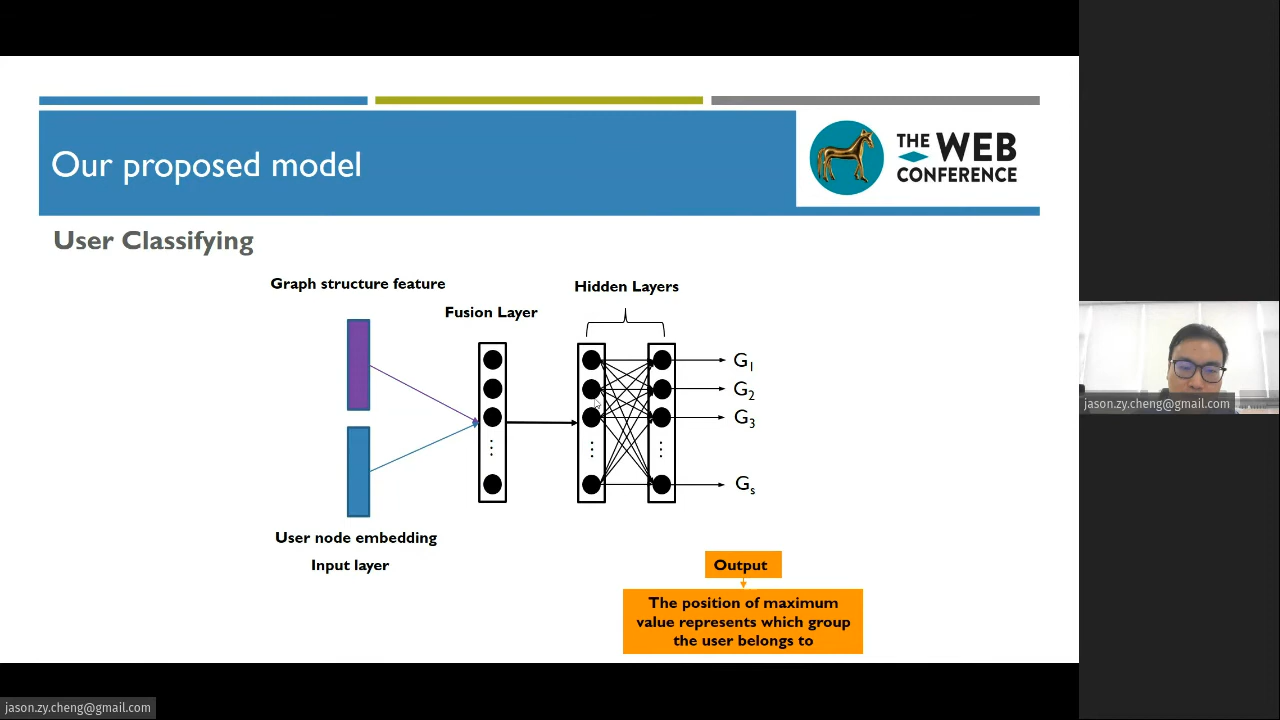 Our proposed model
THE WEB
CONFERENCE
User Classifying
Graph structure feature
Hidden Layers
Fusion Layer
G1
G2
G3
Gs
User node embedding
Input layer
Output
The position of maximum
value represents which group
the user belongs to
jason.zy.cheng@gmail.com
jason.zy.cheng@gmail.com